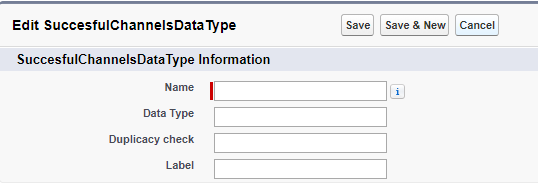 Edit SuccesfulChannelsDataType Save Save & New Cancel
SuccesfulChannelsDataType Information
Name i
Data Type
Duplicacy check
Label